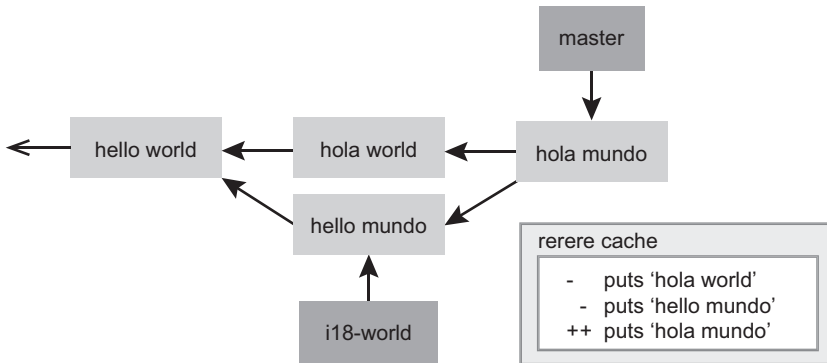 master
hello world
hola world
hola mundo
hello mundo
i18-world
rerere cache
- puts ‘hola world’
- puts ‘hello mundo’
++ puts ‘hola mundo’